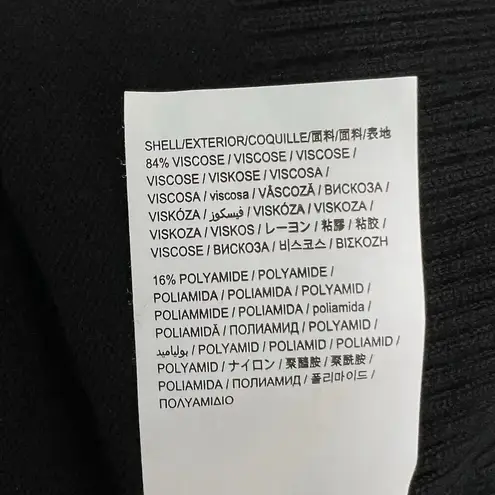 SHELL/EXTERIOR/COQUILLE/面料/面料/表地
84% VISCOSE / VISCOSE / VISCOSE /
VISCOSE / VISKOSE / VISCOSA /
VISCOSA / viscosa / VÂSCOZĂ / ВИСКОЗА /
VISKÓZA / فيسكوز / VISKÓZA / VISKOZA /
VISKOZA / VISKOS / レーヨン / 粘膠 / 粘胶 /
VISCOSE / ВИСКОЗА / 비스코스 / ΒΙΣΚΟΖΗ
16% POLYAMIDE / POLYAMIDE /
POLIAMIDA / POLIAMIDA / POLYAMID /
POLIAMMIDE / POLIAMIDA / poliamida /
POLIAMIDĂ / ПОЛИАМИД / POLYAMID /
بولياميد / POLYAMID / POLIAMID / POLIAMID /
POLYAMID / ナイロン / 聚醯胺 / 聚酰胺 /
POLIAMIDA / ПОЛИАМИД / 폴리마이드 /
ΠΟΛΥΑΜΙΔΙΟ